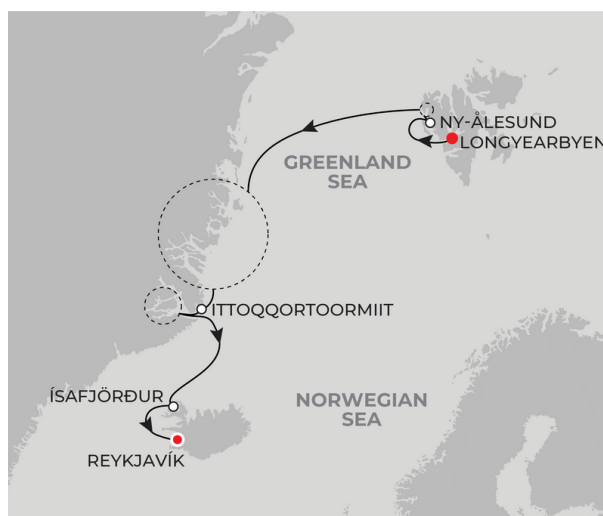 NY-ÅLESUND
LONGYEARBYEN
GREENLAND
SEA
ITTOQQORTOORMIIT
ÍSAFJÖRÐUR
NORWEGIAN
SEA
REYKJAVÍK